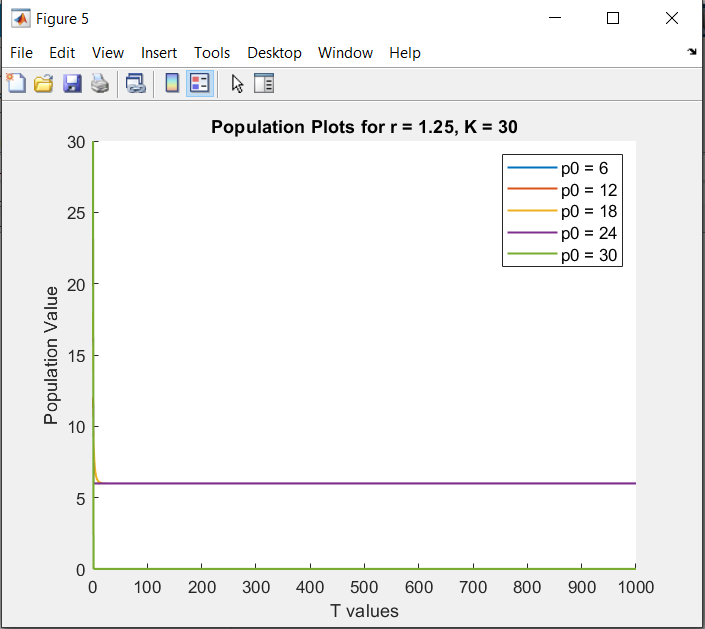 Figure 5
File Edit View Insert Tools Desktop Window Help
Population Plots for r = 1.25, K = 30
p0 = 6
p0 = 12
p0 = 18
p0 = 24
p0 = 30
Population Value
30
25
20
15
10
5
0
0 100 200 300 400 500 600 700 800 900 1000
T values